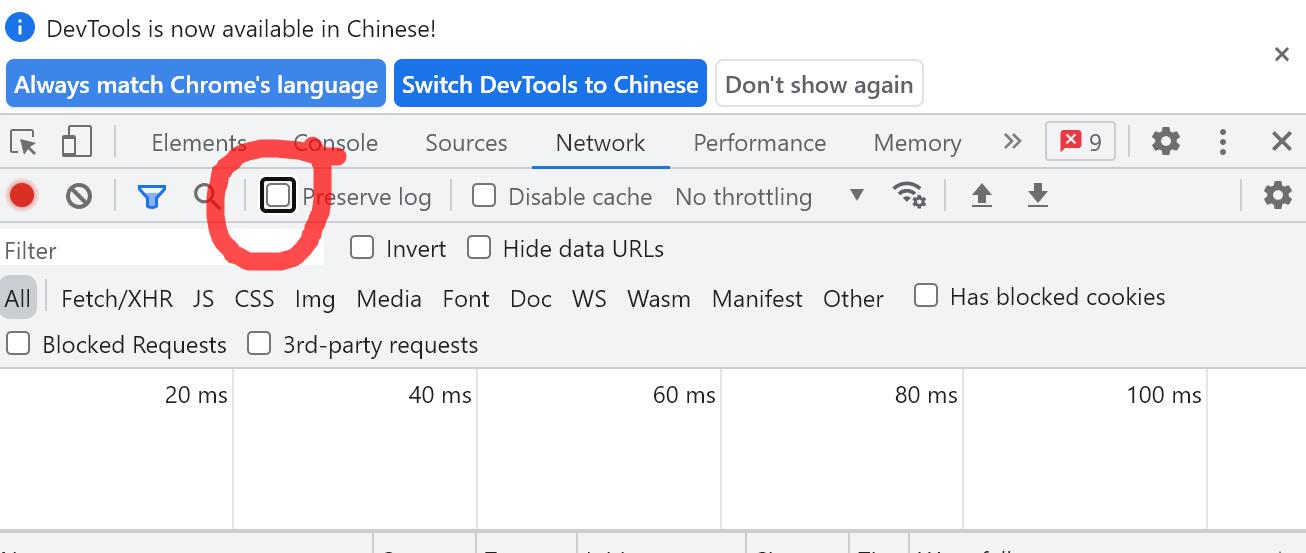 DevTools is now available in Chinese!
Always match Chrome's language Switch DevTools to Chinese Don't show again
Elements Console Sources Network Performance Memory 9
Preserve log Disable cache No throttling
Filter Invert Hide data URLs
All Fetch/XHR JS CSS Img Media Font Doc WS Wasm Manifest Other Has blocked cookies
Blocked Requests 3rd-party requests
20 ms 40 ms 60 ms 80 ms 100 ms